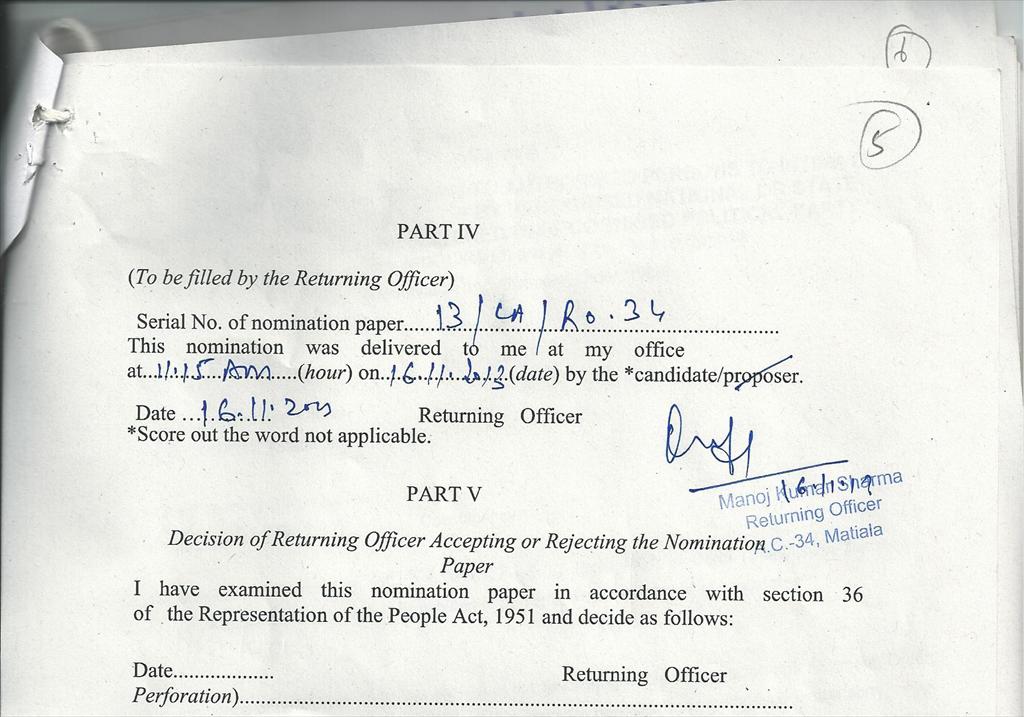 6
5
PART IV
(To be filled by the Returning Officer)
Serial No. of nomination paper......13/CA/Ro.34......................
This nomination was delivered to me at my office
at...11.15 AM.....(hour) on..16.11.2013.(date) by the *candidate/proposer.
Date ...16.11.2013 Returning Officer
*Score out the word not applicable.
Manoj Kumar Sharma
Returning Officer
A.C.-34, Matiala
PART V
Decision of Returning Officer Accepting or Rejecting the Nomination
Paper
I have examined this nomination paper in accordance with section 36
of the Representation of the People Act, 1951 and decide as follows:
Date................... Returning Officer
Perforation)..........................................................................................